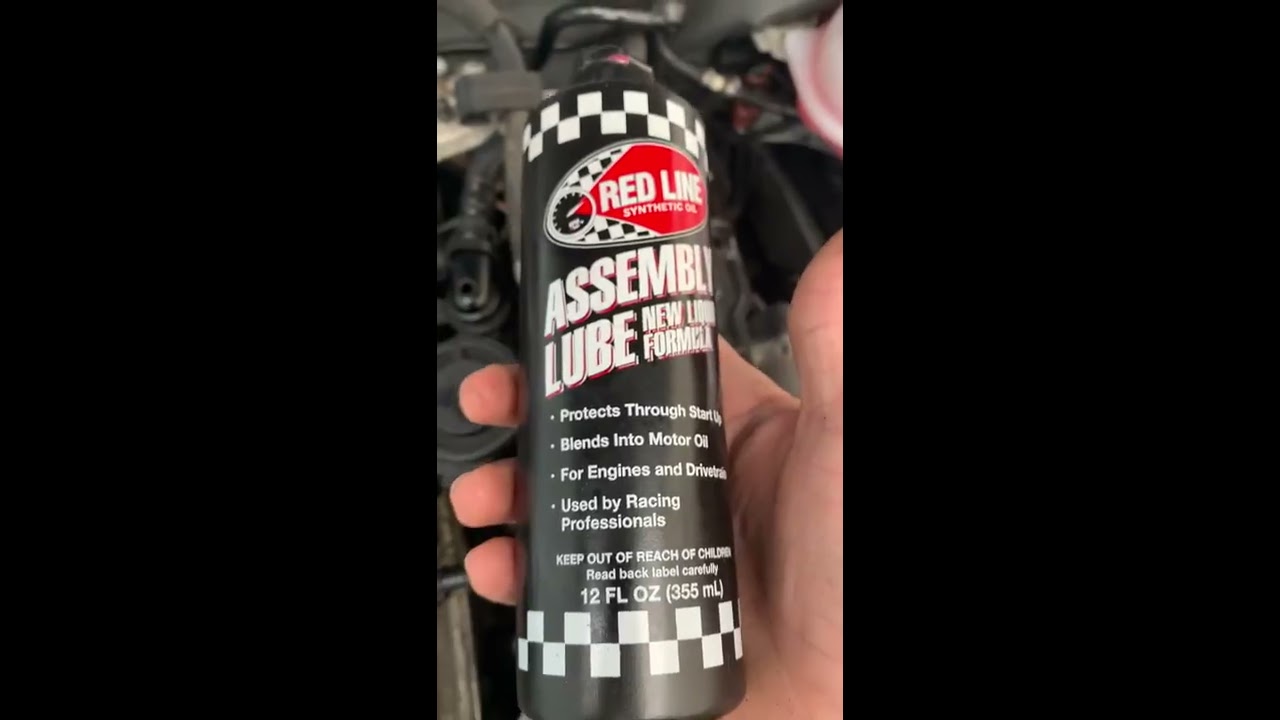 RED LINE
SYNTHETIC OIL
ASSEMBLY
LUBE NEW LIQUID
FORMULA
· Protects Through Start Up
· Blends Into Motor Oil
· For Engines and Drivetrain
· Used by Racing
Professionals
KEEP OUT OF REACH OF CHILDREN
Read back label carefully
12 FL OZ (355 mL)